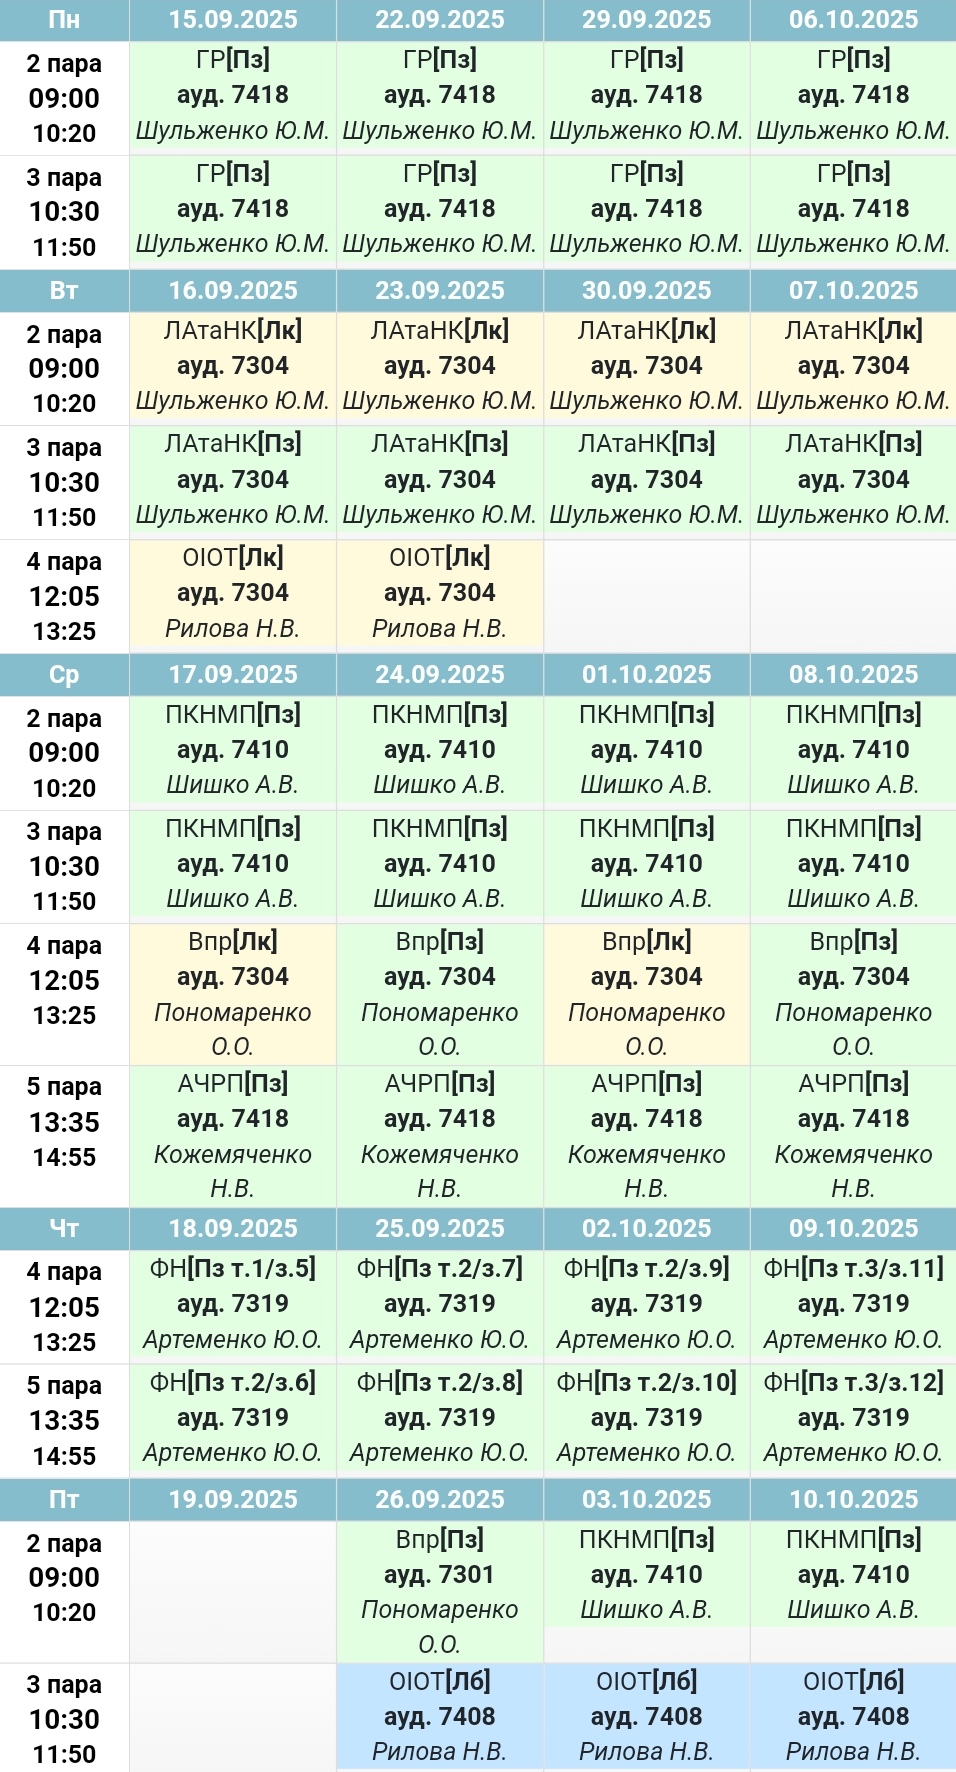 Пн 15.09.2025 22.09.2025 29.09.2025 06.10.2025
2 пара ГР[Пз] ГР[Пз] ГР[Пз] ГР[Пз]
09:00 ауд. 7418 ауд. 7418 ауд. 7418 ауд. 7418
10:20 Шульженко Ю.М. Шульженко Ю.М. Шульженко Ю.М. Шульженко Ю.М.
3 пара ГР[Пз] ГР[Пз] ГР[Пз] ГР[Пз]
10:30 ауд. 7418 ауд. 7418 ауд. 7418 ауд. 7418
11:50 Шульженко Ю.М. Шульженко Ю.М. Шульженко Ю.М. Шульженко Ю.М.
Вт 16.09.2025 23.09.2025 30.09.2025 07.10.2025
2 пара ЛАтаНК[Лк] ЛАтаНК[Лк] ЛАтаНК[Лк] ЛАтаНК[Лк]
09:00 ауд. 7304 ауд. 7304 ауд. 7304 ауд. 7304
10:20 Шульженко Ю.М. Шульженко Ю.М. Шульженко Ю.М. Шульженко Ю.М.
3 пара ЛАтаНК[Пз] ЛАтаНК[Пз] ЛАтаНК[Пз] ЛАтаНК[Пз]
10:30 ауд. 7304 ауд. 7304 ауд. 7304 ауд. 7304
11:50 Шульженко Ю.М. Шульженко Ю.М. Шульженко Ю.М. Шульженко Ю.М.
4 пара ОІОТ[Лк] ОІОТ[Лк]
12:05 ауд. 7304 ауд. 7304
13:25 Рилова Н.В. Рилова Н.В.
Ср 17.09.2025 24.09.2025 01.10.2025 08.10.2025
2 пара ПКНМП[Пз] ПКНМП[Пз] ПКНМП[Пз] ПКНМП[Пз]
09:00 ауд. 7410 ауд. 7410 ауд. 7410 ауд. 7410
10:20 Шишко А.В. Шишко А.В. Шишко А.В. Шишко А.В.
3 пара ПКНМП[Пз] ПКНМП[Пз] ПКНМП[Пз] ПКНМП[Пз]
10:30 ауд. 7410 ауд. 7410 ауд. 7410 ауд. 7410
11:50 Шишко А.В. Шишко А.В. Шишко А.В. Шишко А.В.
4 пара Впр[Лк] Впр[Пз] Впр[Лк] Впр[Пз]
12:05 ауд. 7304 ауд. 7304 ауд. 7304 ауд. 7304
13:25 Пономаренко Пономаренко Пономаренко Пономаренко
О.О. О.О. О.О. О.О.
5 пара АЧРП[Пз] АЧРП[Пз] АЧРП[Пз] АЧРП[Пз]
13:35 ауд. 7418 ауд. 7418 ауд. 7418 ауд. 7418
14:55 Кожемяченко Кожемяченко Кожемяченко Кожемяченко
Н.В. Н.В. Н.В. Н.В.
Чт 18.09.2025 25.09.2025 02.10.2025 09.10.2025
4 пара ФН[Пз т.1/з.5] ФН[Пз т.2/з.7] ФН[Пз т.2/з.9] ФН[Пз т.3/з.11]
12:05 ауд. 7319 ауд. 7319 ауд. 7319 ауд. 7319
13:25 Артеменко Ю.О. Артеменко Ю.О. Артеменко Ю.О. Артеменко Ю.О.
5 пара ФН[Пз т.2/з.6] ФН[Пз т.2/з.8] ФН[Пз т.2/з.10] ФН[Пз т.3/з.12]
13:35 ауд. 7319 ауд. 7319 ауд. 7319 ауд. 7319
14:55 Артеменко Ю.О. Артеменко Ю.О. Артеменко Ю.О. Артеменко Ю.О.
Пт 19.09.2025 26.09.2025 03.10.2025 10.10.2025
2 пара Впр[Пз] ПКНМП[Пз] ПКНМП[Пз]
09:00 ауд. 7301 ауд. 7410 ауд. 7410
10:20 Пономаренко Шишко А.В. Шишко А.В.
О.О.
3 пара ОІОТ[Лб] ОІОТ[Лб] ОІОТ[Лб]
10:30 ауд. 7408 ауд. 7408 ауд. 7408
11:50 Рилова Н.В. Рилова Н.В. Рилова Н.В.